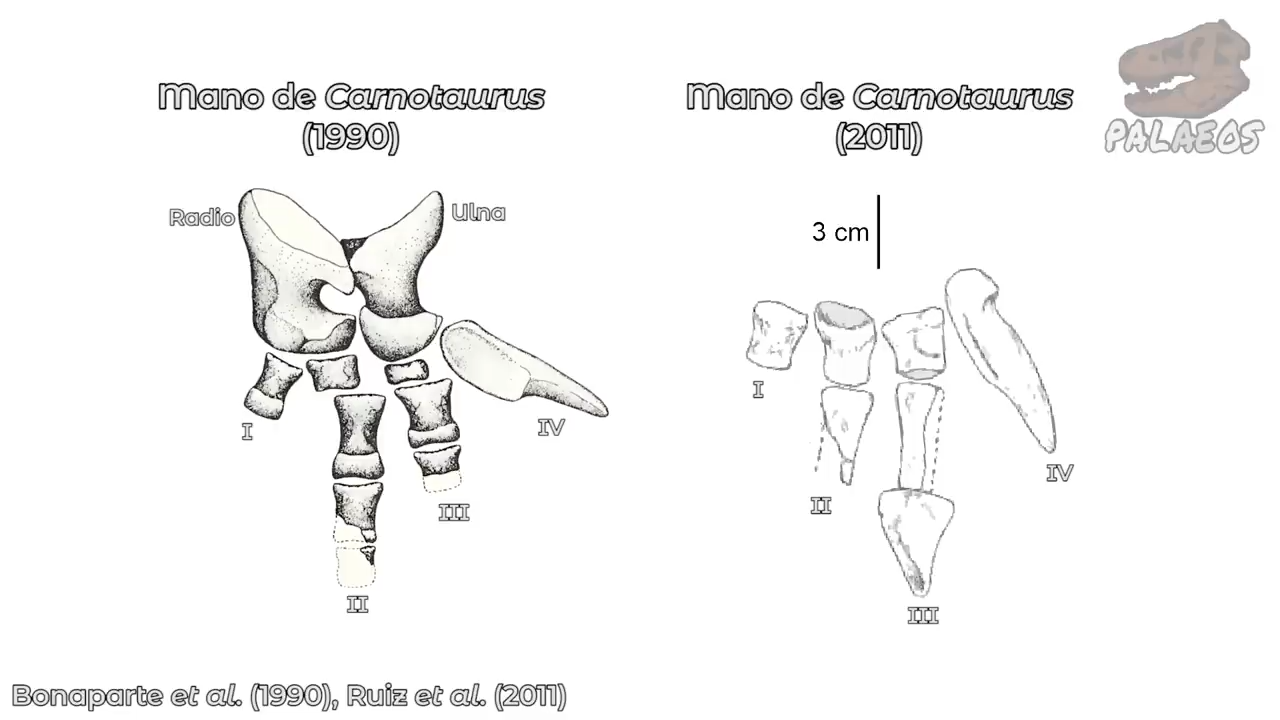 Mano de Carnotaurus
(1990)
Mano de Carnotaurus
(2011)
PALAEOS
Radio
Ulna
3 cm
I
II
III
IV
I
II
III
IV
Bonaparte et al. (1990), Ruiz et al. (2011)